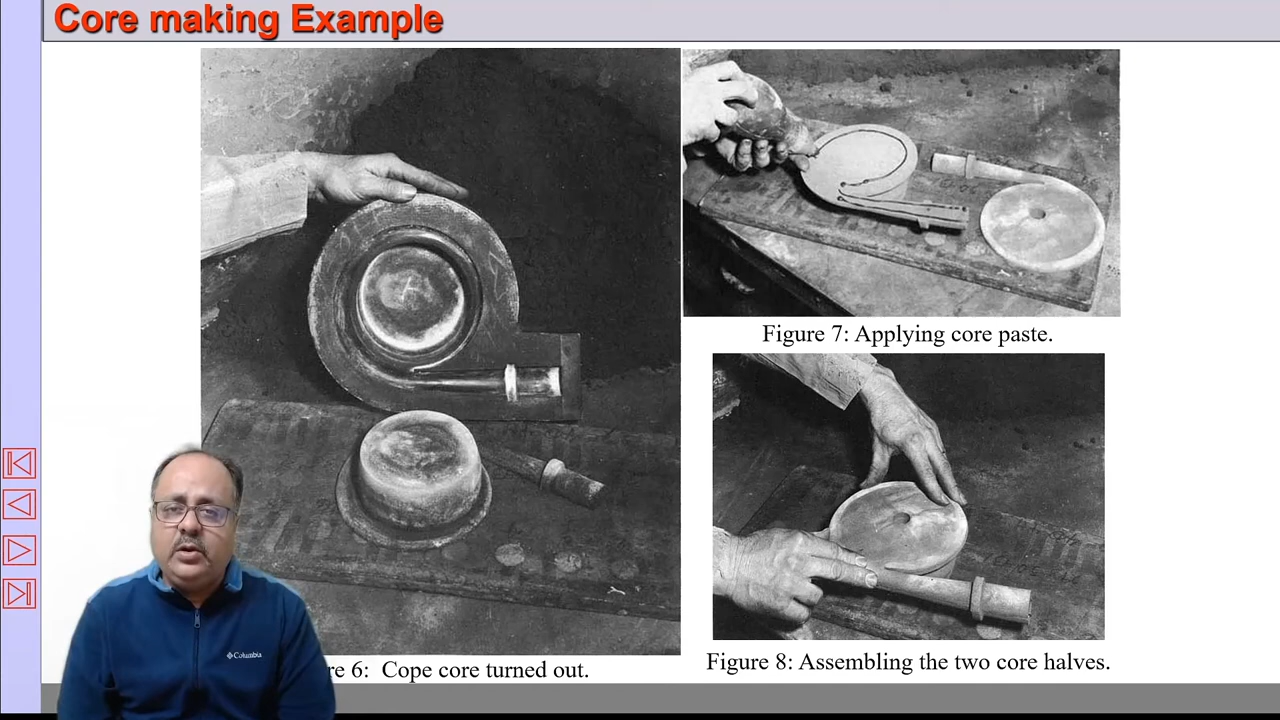 Core making Example
Figure 7: Applying core paste.
re 6: Cope core turned out.
Figure 8: Assembling the two core halves.
Columbia